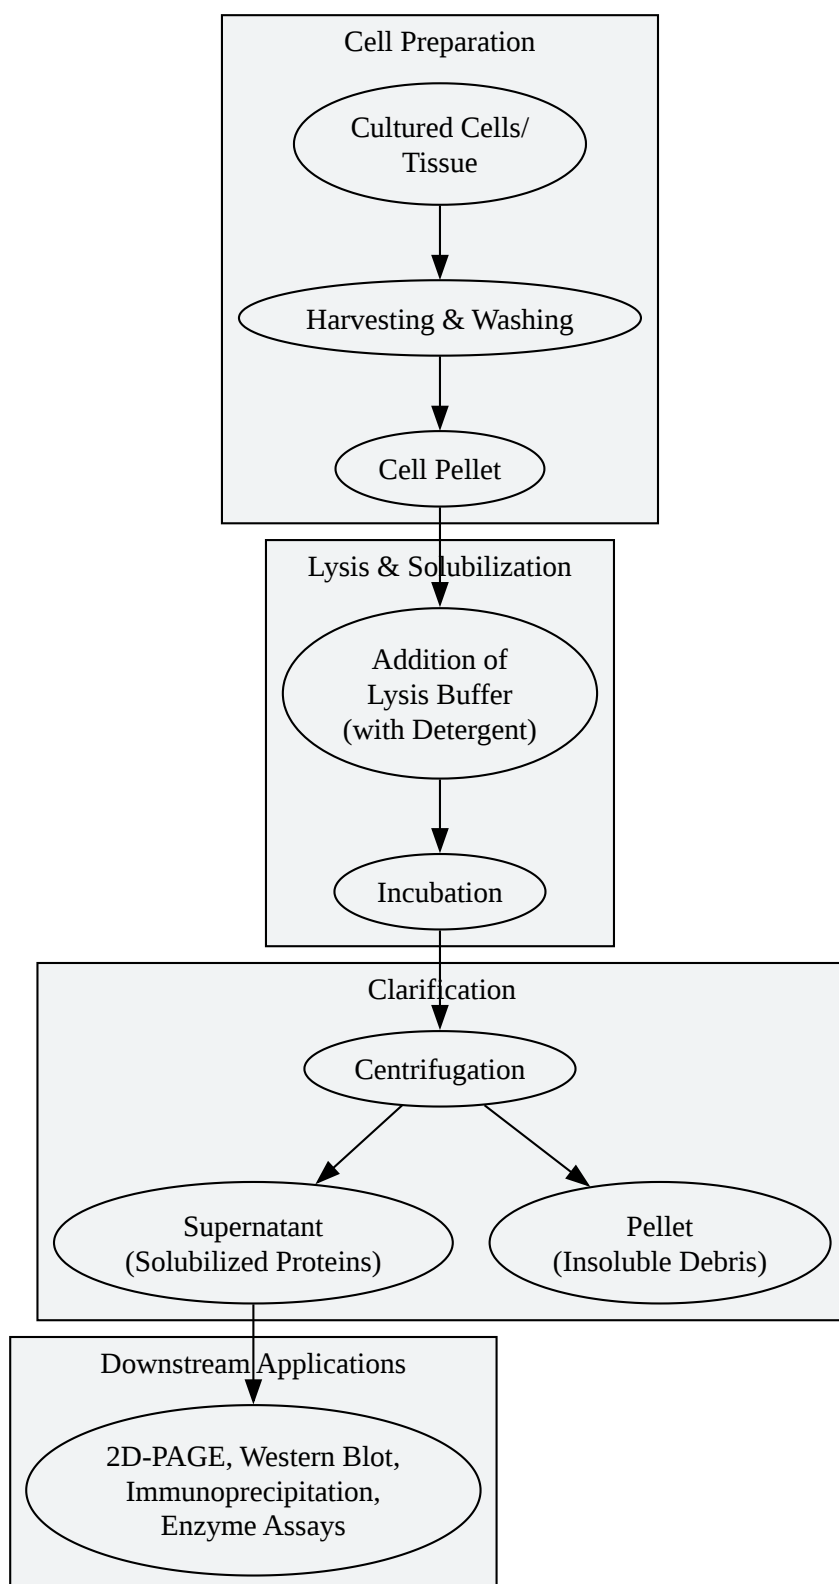 Cell Preparation
Cultured Cells/
Tissue
Harvesting & Washing
Cell Pellet
Lysis & Solubilization
Addition of
Lysis Buffer
(with Detergent)
Incubation
Clarification
Centrifugation
Supernatant
(Solubilized Proteins)
Pellet
(Insoluble Debris)
Downstream Applications
2D-PAGE, Western Blot,
Immunoprecipitation,
Enzyme Assays